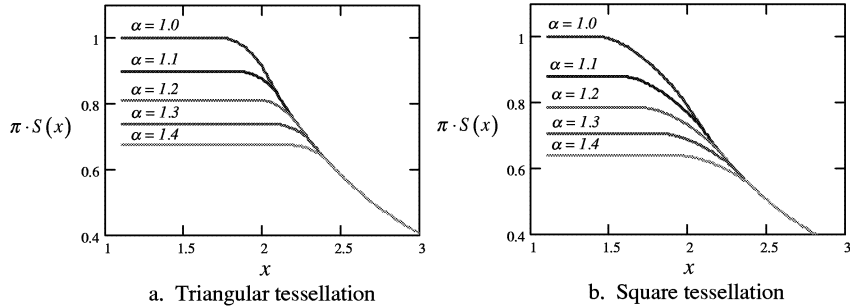 α = 1.0
α = 1.1
α = 1.2
α = 1.3
α = 1.4
π · S(x)
1
0.8
0.6
0.4
1
1.5
2
2.5
3
x
a. Triangular tessellation
α = 1.0
α = 1.1
α = 1.2
α = 1.3
α = 1.4
π · S(x)
1
0.8
0.6
0.4
1
1.5
2
2.5
3
x
b. Square tessellation